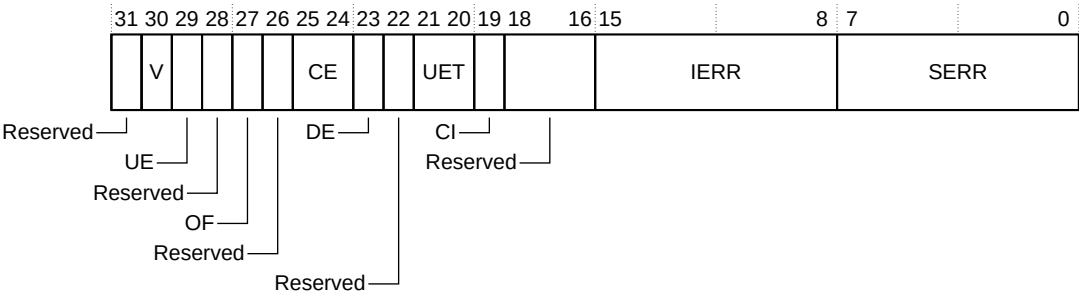 31 30 29 28 27 26 25 24 23 22 21 20 19 18 16 15 8 7 0
V CE UET IERR SERR
Reserved DE CI
UE Reserved
Reserved
OF
Reserved
Reserved